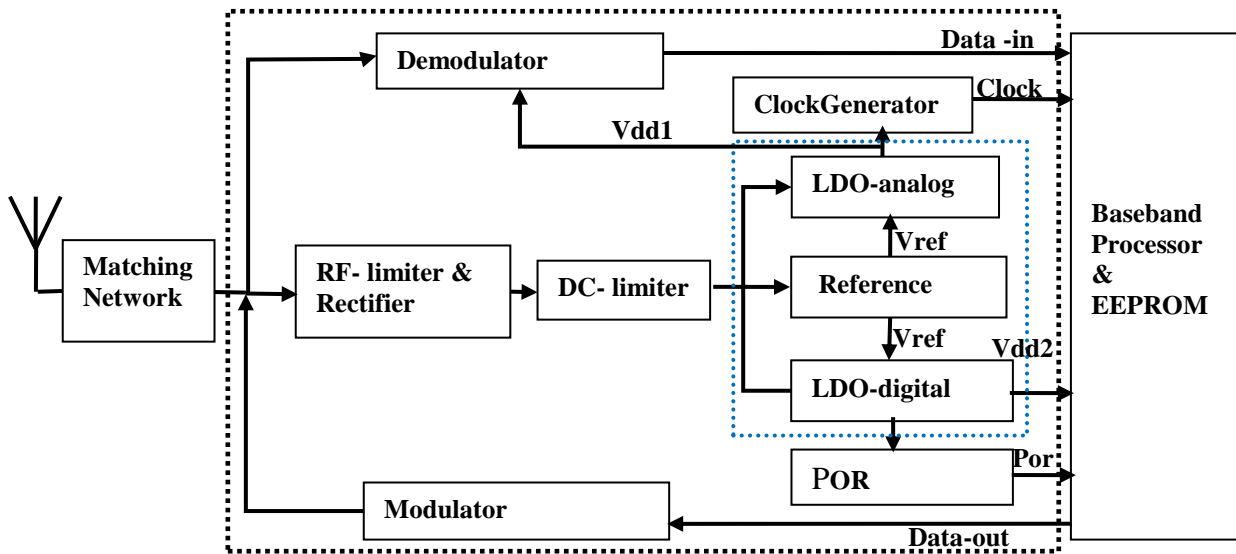 Data -in
Demodulator
Clock
ClockGenerator
Vdd1
LDO-analog
Baseband
Processor
&
EEPROM
Vref
Matching
Network
RF- limiter &
Rectifier
DC- limiter
Reference
Vref
Vdd2
LDO-digital
Por
POR
Modulator
Data-out